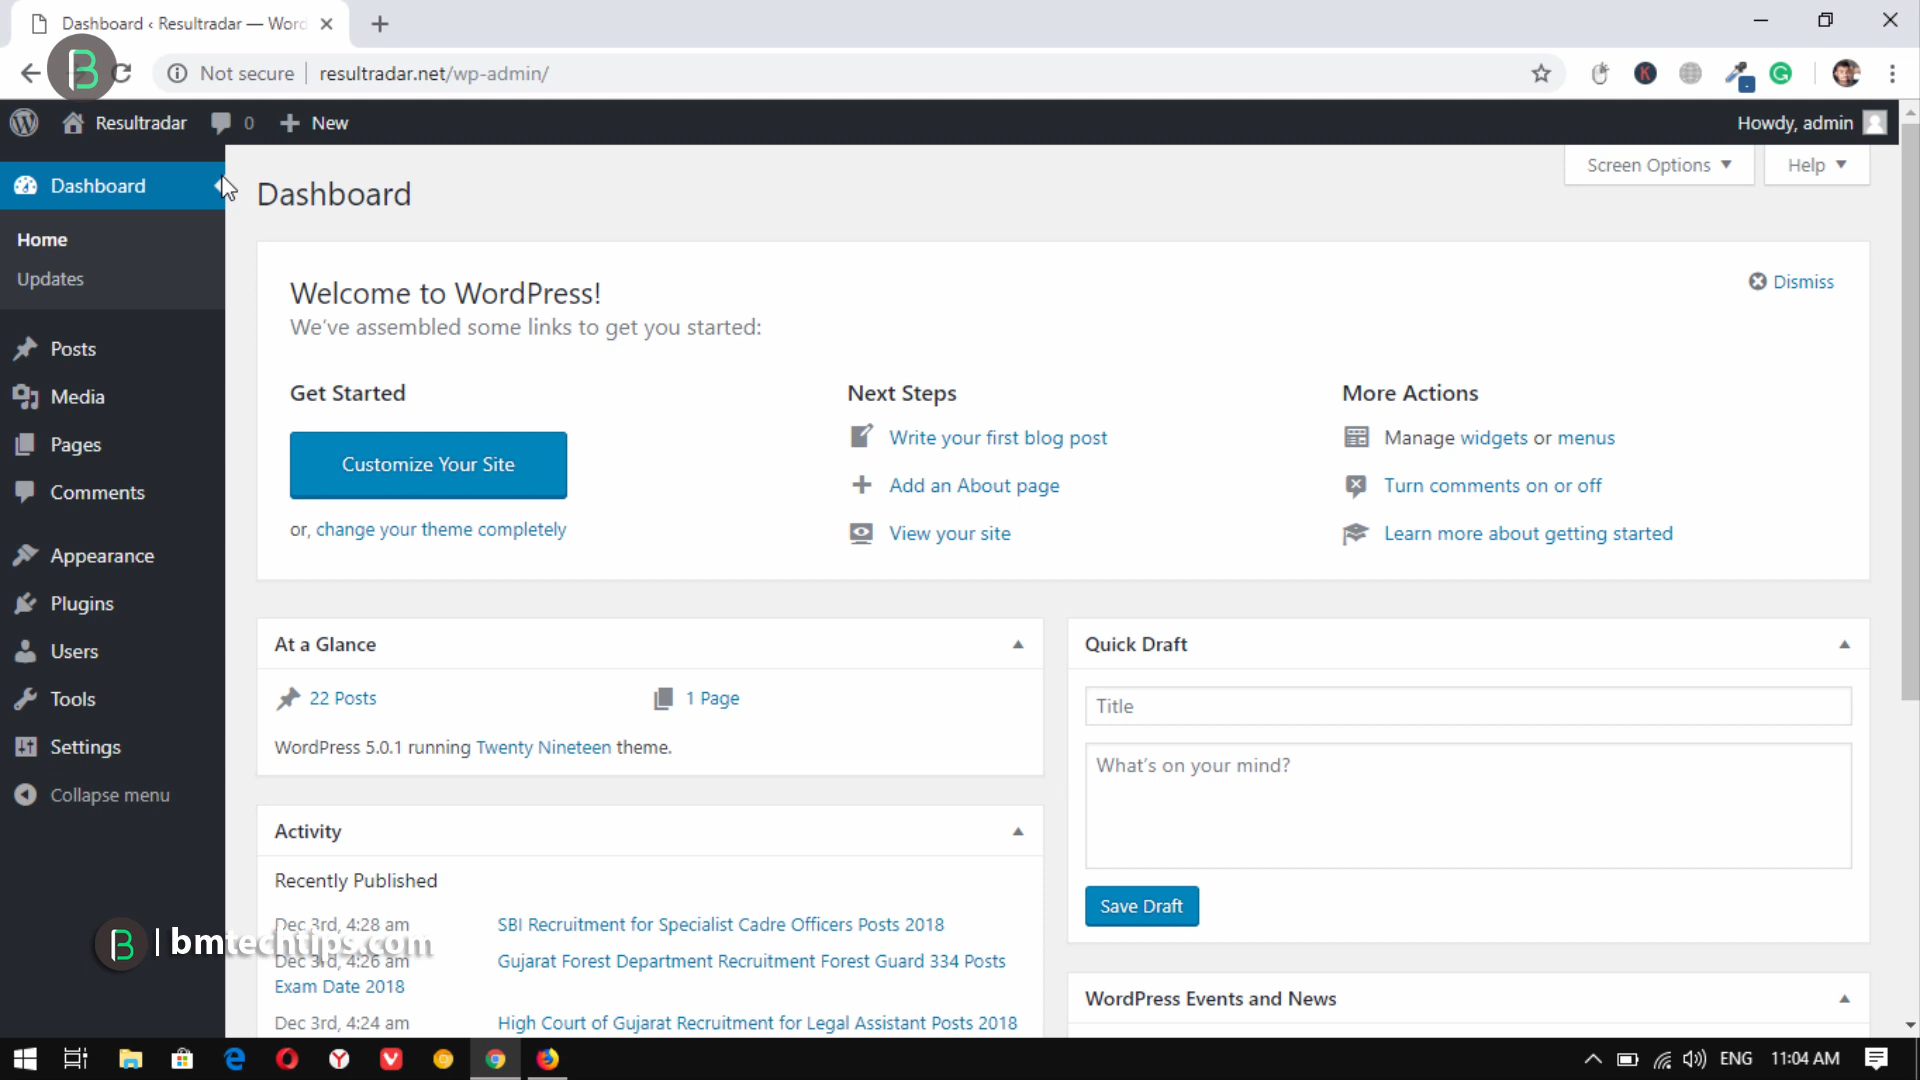 Dashboard ‹ Resultradar — Word
Not secure
resultradar.net/wp-admin/
Resultradar
0
New
Howdy, admin
Screen Options
Help
Dashboard
Home
Updates
Posts
Media
Pages
Comments
Appearance
Plugins
Users
Tools
Settings
Collapse menu
Dashboard
Welcome to WordPress!
We've assembled some links to get you started:
Dismiss
Get Started
Customize Your Site
or, change your theme completely
Next Steps
Write your first blog post
Add an About page
View your site
More Actions
Manage widgets or menus
Turn comments on or off
Learn more about getting started
At a Glance
22 Posts
1 Page
WordPress 5.0.1 running Twenty Nineteen theme.
Activity
Recently Published
Dec 3rd, 4:28 am SBI Recruitment for Specialist Cadre Officers Posts 2018
Dec 3rd, 4:26 am Gujarat Forest Department Recruitment Forest Guard 334 Posts
Exam Date 2018
Dec 3rd, 4:24 am High Court of Gujarat Recruitment for Legal Assistant Posts 2018
Quick Draft
Title
What's on your mind?
Save Draft
WordPress Events and News
B | bmtechtips.com
ENG
11:04 AM